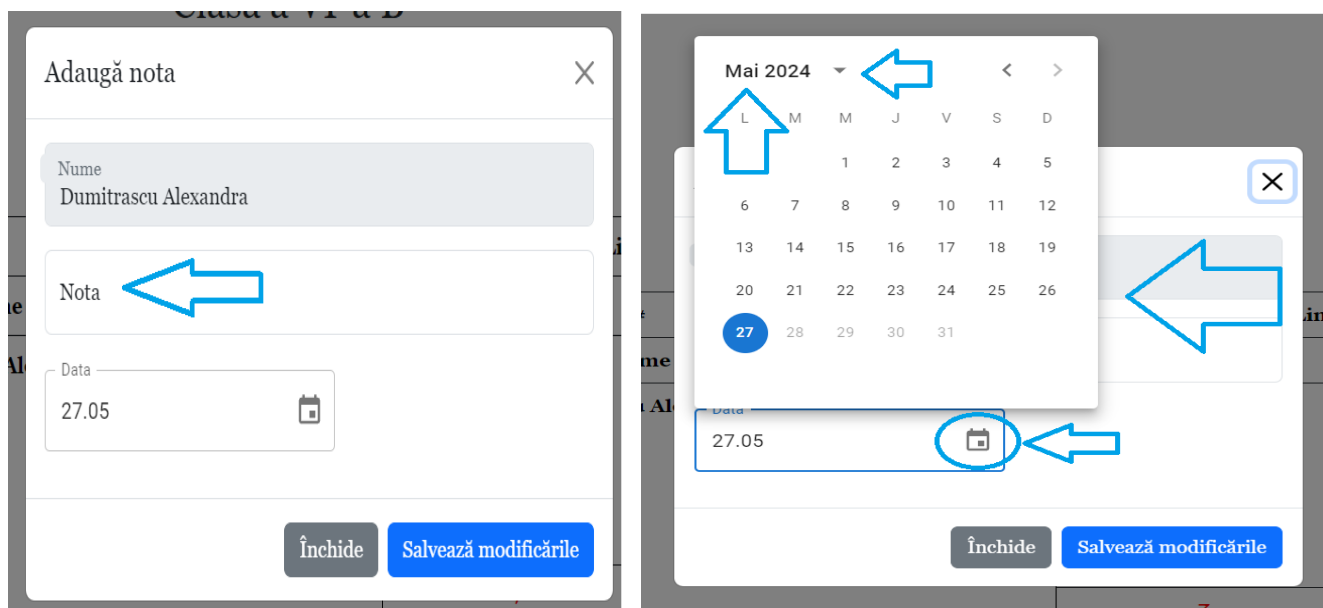 Clasa a VI-a B
Adaugă nota
Nume
Dumitrascu Alexandra
Nota
Data
27.05
Închide Salvează modificările
Mai 2024
L M M J V S D
1 2 3 4 5
6 7 8 9 10 11 12
13 14 15 16 17 18 19
20 21 22 23 24 25 26
27 28 29 30 31
Data
27.05
Închide Salvează modificările